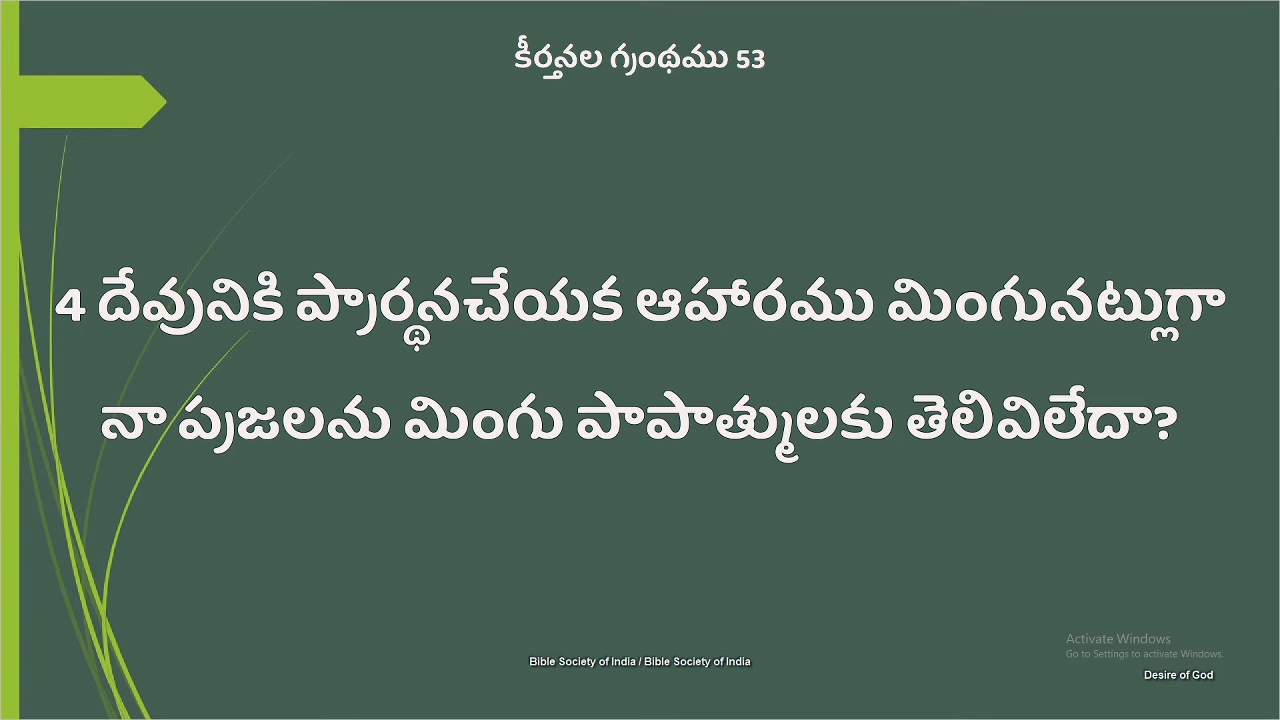 కీర్తనల గ్రంథము 53
4 దేవునికి ప్రార్థనచేయక ఆహారము మింగునట్లుగా
నా ప్రజలను మింగు పాపాత్ములకు తెలివిలేదా?
Activate Windows
Go to Settings to activate Windows.
Bible Society of India / Bible Society of India
Desire of God